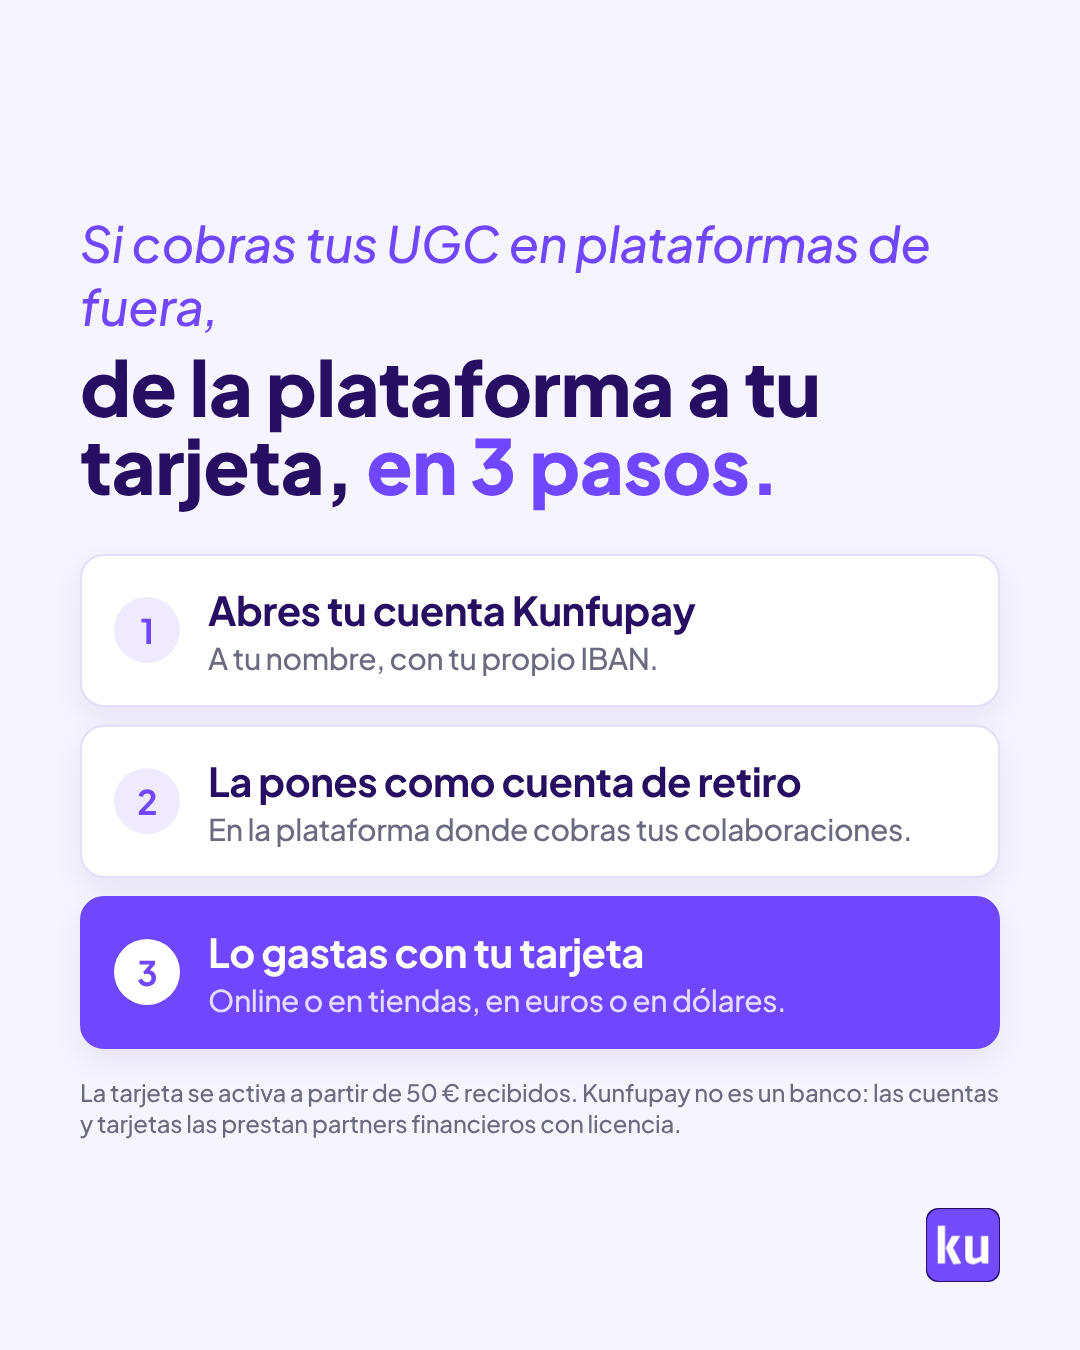 Si cobras tus UGC en plataformas de
fuera,
de la plataforma a tu
tarjeta, en 3 pasos.
1
Abres tu cuenta Kunfupay
A tu nombre, con tu propio IBAN.
2
La pones como cuenta de retiro
En la plataforma donde cobras tus colaboraciones.
3
Lo gastas con tu tarjeta
Online o en tiendas, en euros o en dólares.
La tarjeta se activa a partir de 50 € recibidos. Kunfupay no es un banco: las cuentas
y tarjetas las prestan partners financieros con licencia.
ku